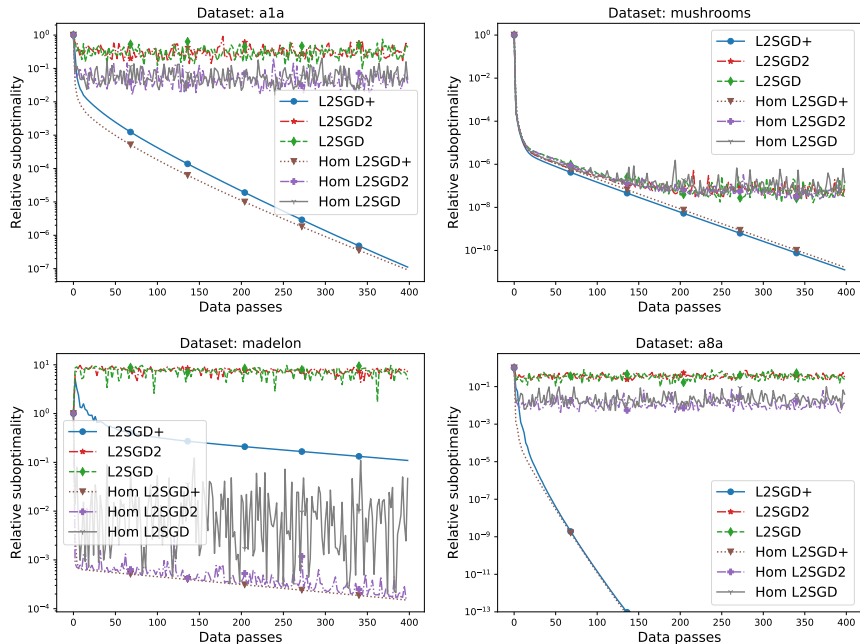 Dataset: a1a
Relative suboptimality
10^0
10^-1
10^-2
10^-3
10^-4
10^-5
10^-6
10^-7
L2SGD+
L2SGD2
L2SGD
Hom L2SGD+
Hom L2SGD2
Hom L2SGD
0 50 100 150 200 250 300 350 400
Data passes
Dataset: mushrooms
Relative suboptimality
10^0
10^-2
10^-4
10^-6
10^-8
10^-10
L2SGD+
L2SGD2
L2SGD
Hom L2SGD+
Hom L2SGD2
Hom L2SGD
0 50 100 150 200 250 300 350 400
Data passes
Dataset: madelon
Relative suboptimality
10^1
10^0
10^-1
10^-2
10^-3
10^-4
L2SGD+
L2SGD2
L2SGD
Hom L2SGD+
Hom L2SGD2
Hom L2SGD
0 50 100 150 200 250 300 350 400
Data passes
Dataset: a8a
Relative suboptimality
10^-1
10^-3
10^-5
10^-7
10^-9
10^-11
10^-13
L2SGD+
L2SGD2
L2SGD
Hom L2SGD+
Hom L2SGD2
Hom L2SGD
0 50 100 150 200 250 300 350 400
Data passes